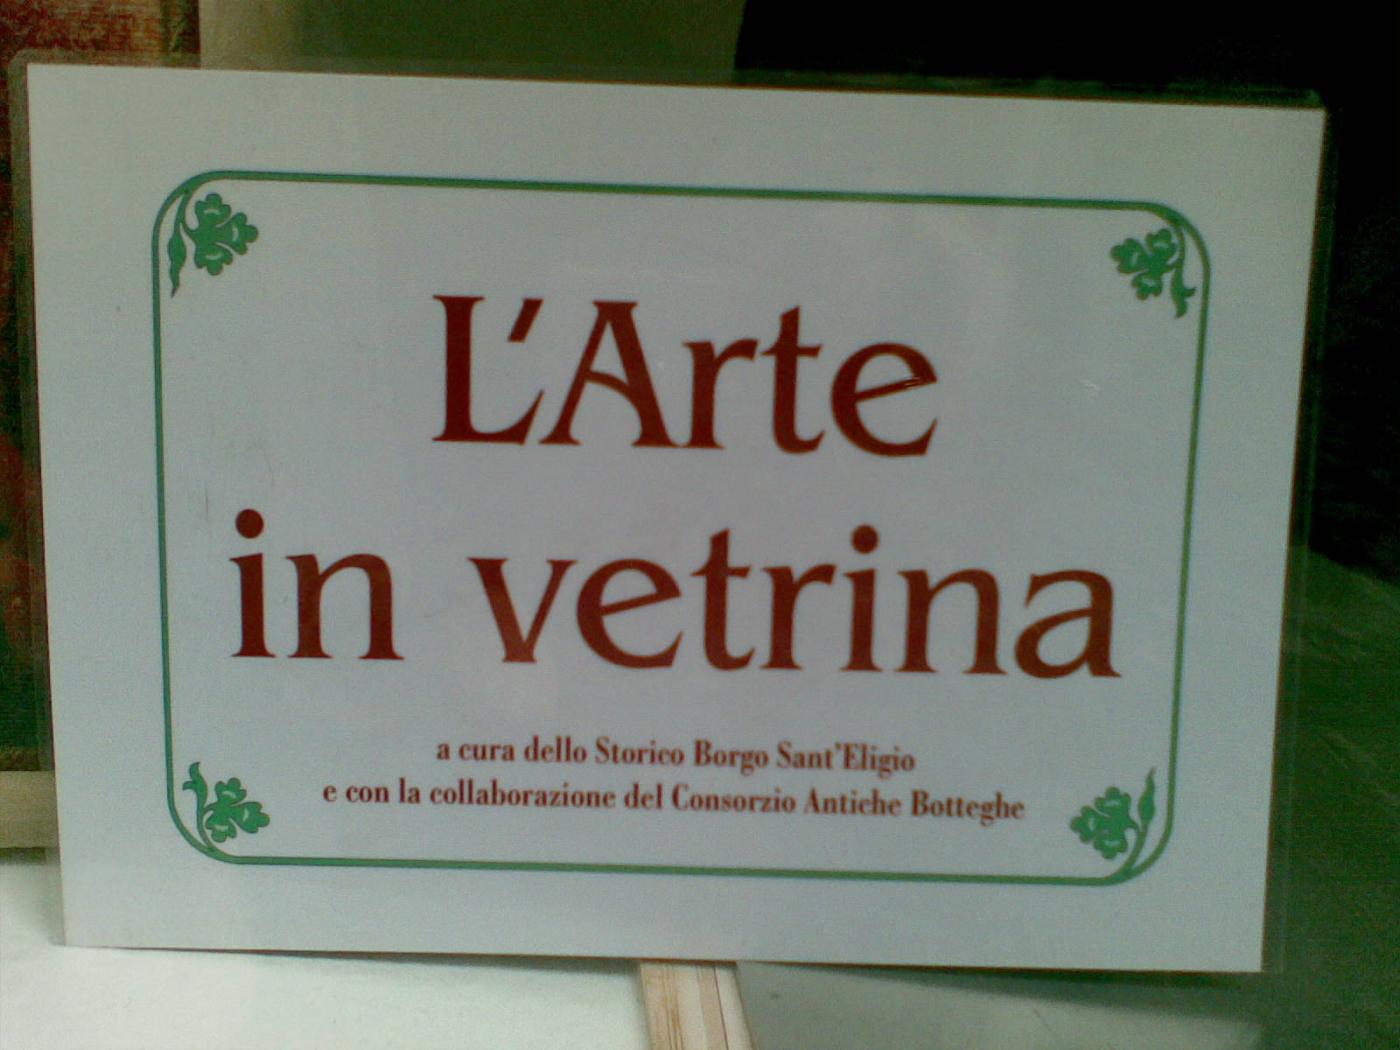 L'Arte
in vetrina
a cura dello Storico Borgo Sant'Eligio
e con la collaborazione del Consorzio Antiche Botteghe